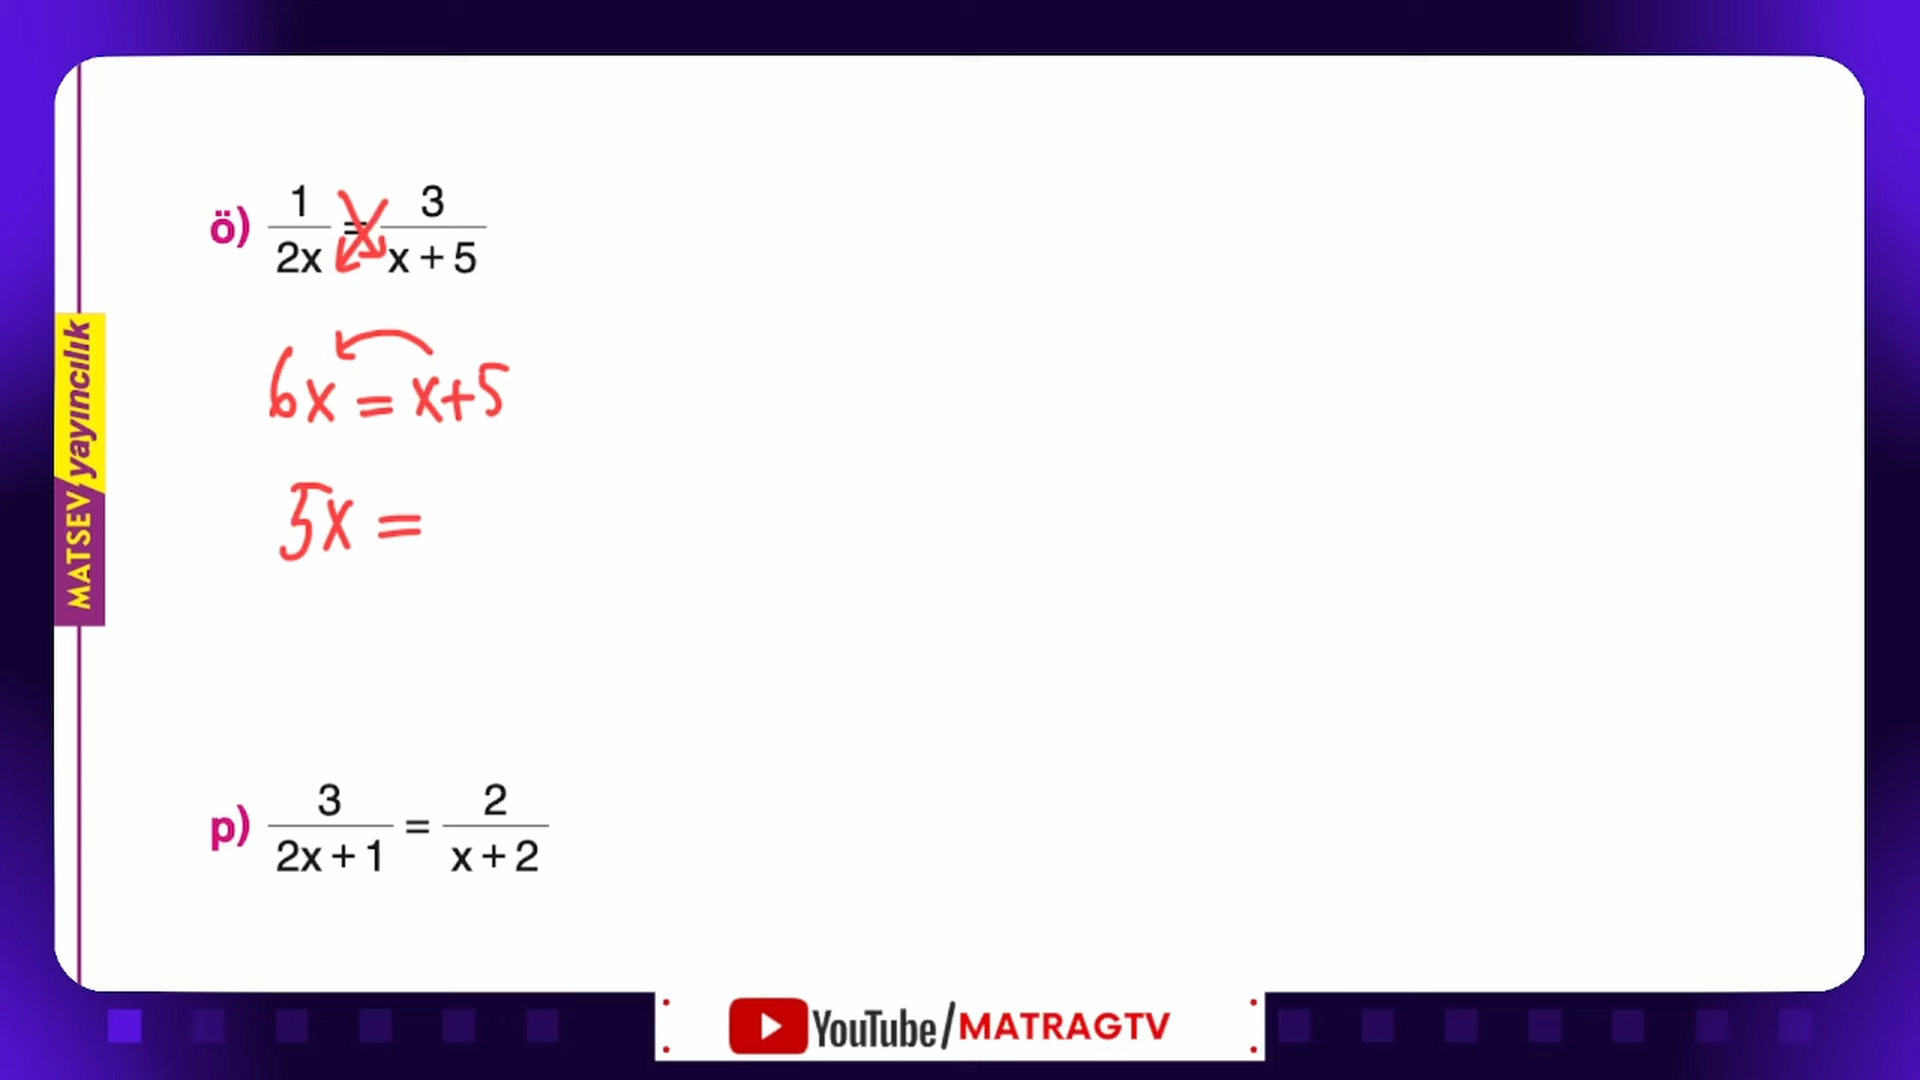 ö) 1/2x = 3/x + 5
6x = x+5
5x =
p) 3/2x + 1 = 2/x + 2
MATSEV yayıncılık
YouTube/MATRAGTV